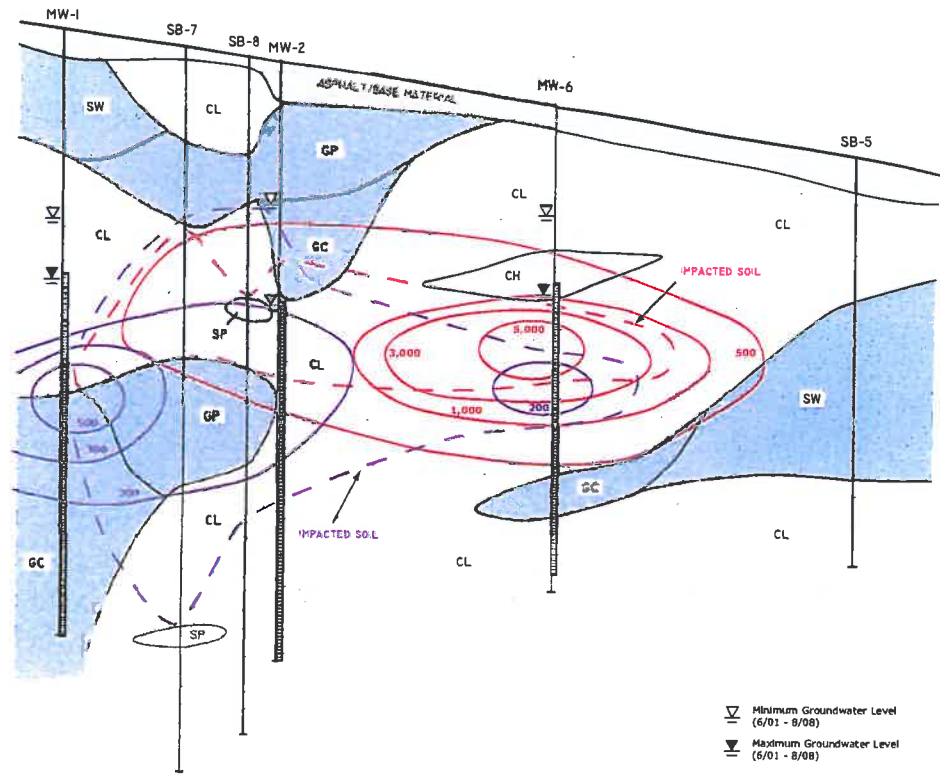 MW-1
SB-7
SB-8
MW-2
ASPHALT/BASE MATERIAL
MW-6
SB-5
SW
CL
GP
CL
CL
CL
GC
CH
IMPACTED SOIL
SP
CL
5,000
3,000
500
1,000
200
SW
500
300
200
GP
GC
CL
IMPACTED SOIL
CL
CL
GC
SP
Minimum Groundwater Level
(6/01 - 8/08)
Maximum Groundwater Level
(6/01 - 8/08)